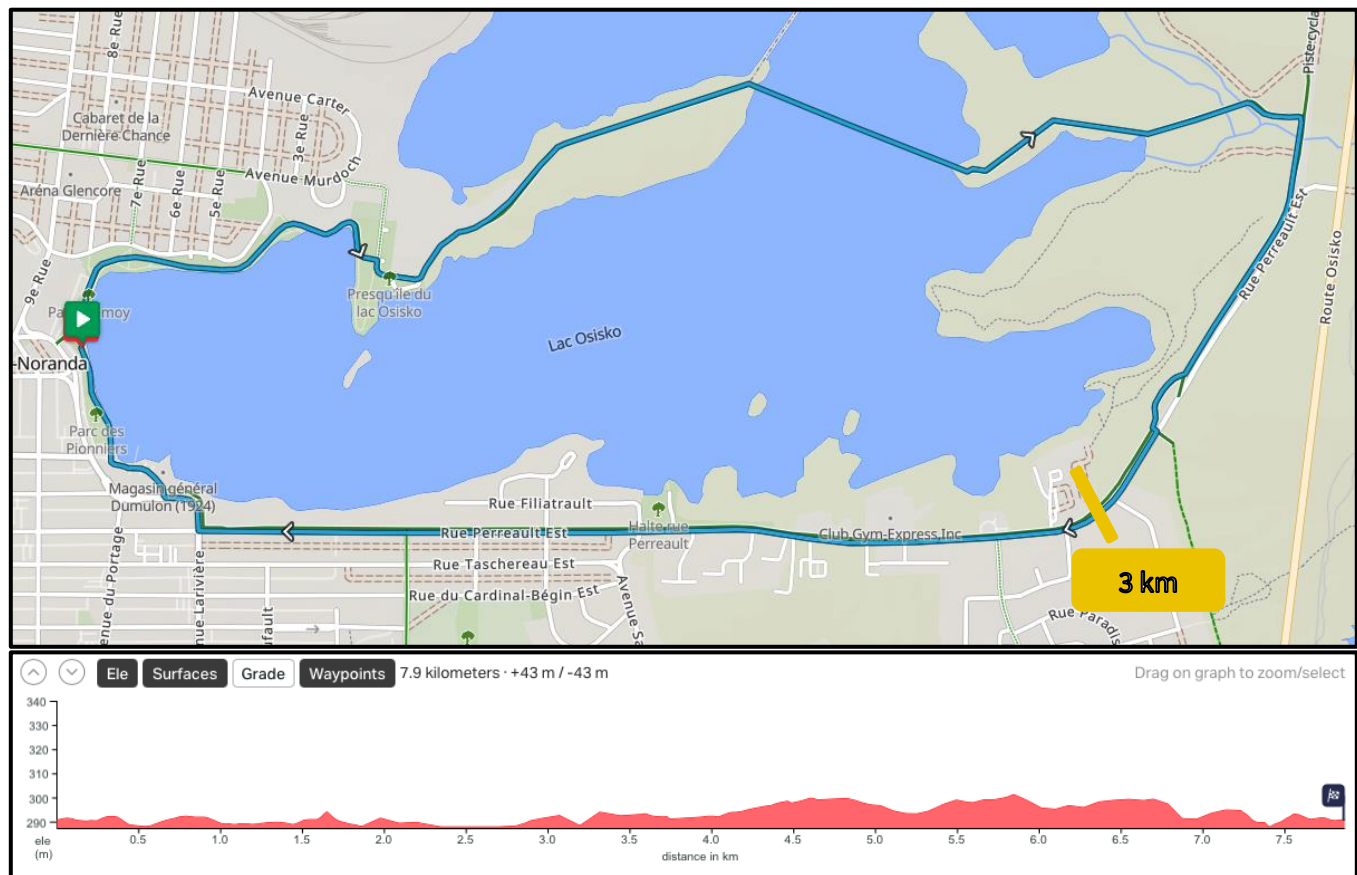 8e-Rue
Avenue Carter
Cabaret de la
Dernière Chance
3e-Rue
Piste cycla
Avenue Murdoch
Aréna Glencore
7e-Rue
6e-Rue
5e-Rue
9e Rue
Presqu'île du
lac Osisko
Rue Perreault Est
Route Osisko
Lac Osisko
-Noranda
Parc des
Pionniers
Magasin général
Dumulon (1924)
Rue Filiatrault
Rue Perreault Est
Halte rue
Perreault
Club Gym-Express Inc
Rue Taschereau Est
Rue du Cardinal-Bégin Est
Avenue Sa
enue du Portage
nue Larivière
ufault
3 km
Rue Paradis
Ele Surfaces Grade Waypoints 7.9 kilometers · +43 m / -43 m Drag on graph to zoom/select
340
330
320
310
300
290
ele
(m)
0.5 1.0 1.5 2.0 2.5 3.0 3.5 4.0 4.5 5.0 5.5 6.0 6.5 7.0 7.5
distance in km